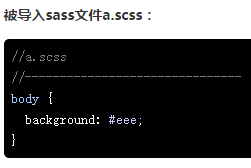 被导入sass文件a.scss：
//a.scss
//-------------------------------
body {
  background: #eee;
}